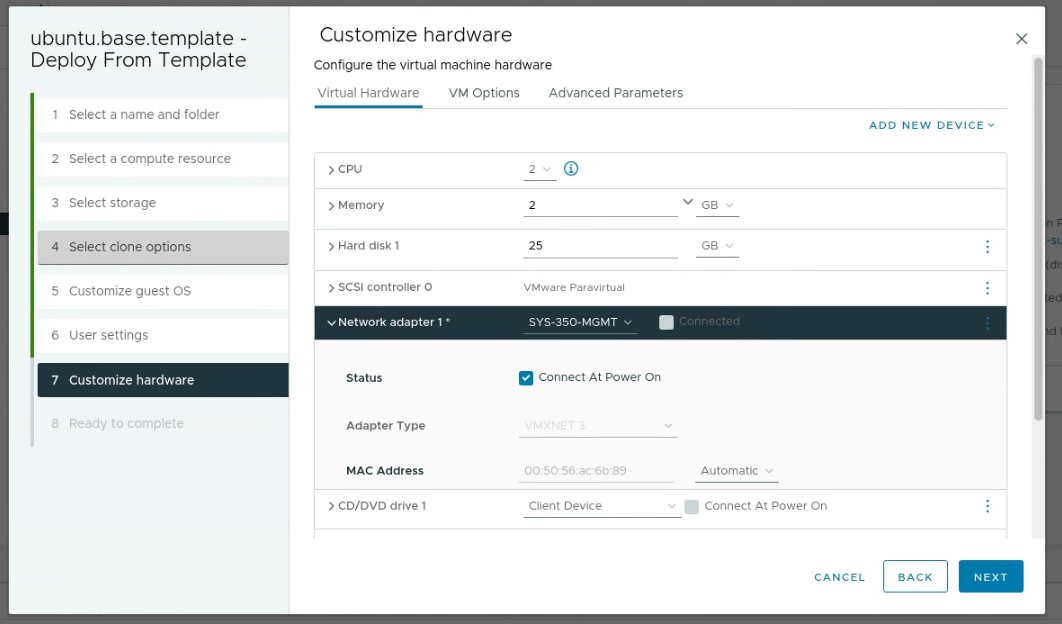 ubuntu.base.template -
Deploy From Template
1 Select a name and folder
2 Select a compute resource
3 Select storage
4 Select clone options
5 Customize guest OS
6 User settings
7 Customize hardware
8 Ready to complete
Customize hardware
Configure the virtual machine hardware
Virtual Hardware VM Options Advanced Parameters
ADD NEW DEVICE
CPU 2
Memory 2 GB
Hard disk 1 25 GB
SCSI controller 0 VMware Paravirtual
Network adapter 1 * SYS-350-MGMT Connected
Status Connect At Power On
Adapter Type VMXNET 3
MAC Address 00:50:56:ac:6b:89 Automatic
CD/DVD drive 1 Client Device Connect At Power On
CANCEL BACK NEXT